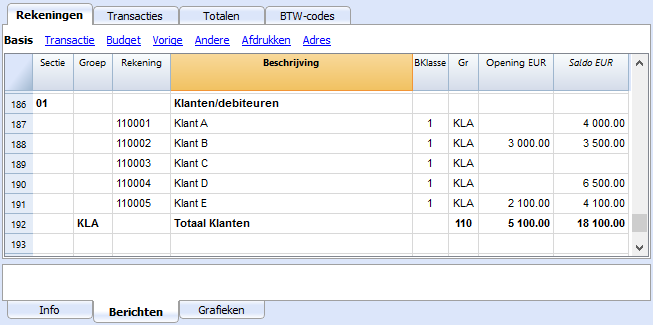 Rekeningen Transacties Totalen BTW-codes
Basis Transactie Budget Vorige Andere Afdrukken Adres
Sectie Groep Rekening Beschrijving BKlasse Gr Opening EUR Saldo EUR
186 01 Klanten/debiteuren
187 110001 Klant A 1 KLA 4 000.00
188 110002 Klant B 1 KLA 3 000.00 3 500.00
189 110003 Klant C 1 KLA
190 110004 Klant D 1 KLA 6 500.00
191 110005 Klant E 1 KLA 2 100.00 4 100.00
192 KLA Totaal Klanten 110 5 100.00 18 100.00
193
Info Berichten Grafieken